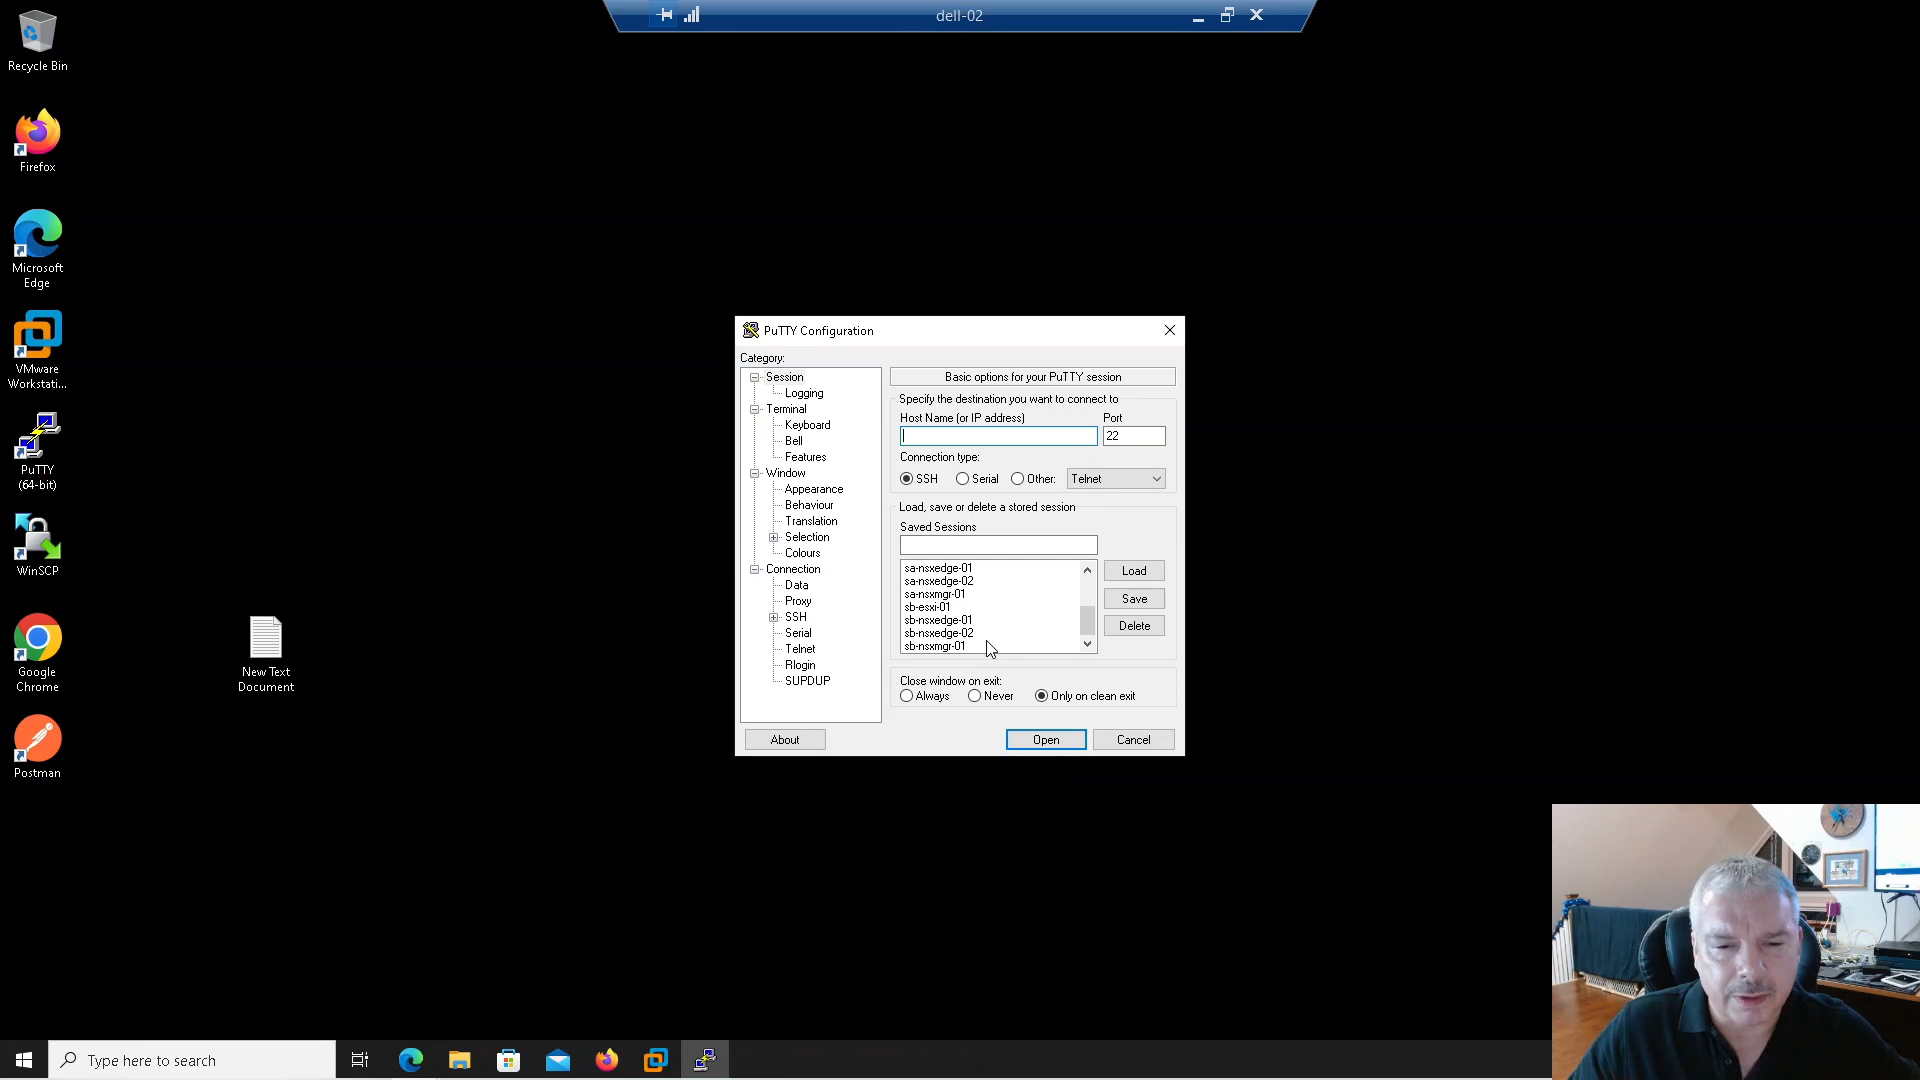 dell-02
Recycle Bin
Firefox
Microsoft
Edge
VMware
Workstati...
PuTTY
(64-bit)
WinSCP
Google
Chrome
Postman
New Text
Document
PuTTY Configuration
Category:
Session
Logging
Terminal
Keyboard
Bell
Features
Window
Appearance
Behaviour
Translation
Selection
Colours
Connection
Data
Proxy
SSH
Serial
Telnet
Rlogin
SUPDUP
Basic options for your PuTTY session
Specify the destination you want to connect to
Host Name (or IP address) Port
22
Connection type:
SSH Serial Other: Telnet
Load, save or delete a stored session
Saved Sessions
sa-nsxedge-01
sa-nsxedge-02
sa-nsxmgr-01
sb-esxi-01
sb-nsxedge-01
sb-nsxedge-02
sb-nsxmgr-01
Load
Save
Delete
Close window on exit:
Always Never Only on clean exit
About Open Cancel
Type here to search